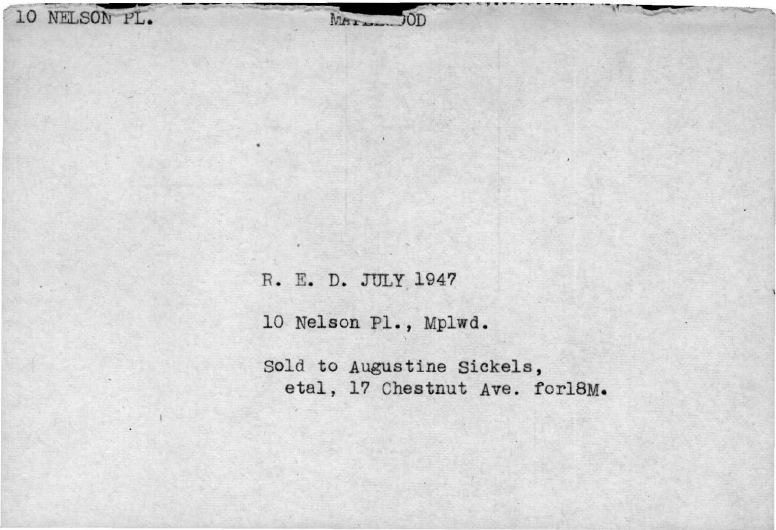 10 NELSON PL.
R. E. D. JULY 1947
10 Nelson Pl., Mplwd.
Sold to Augustine Sickels,
etal, 17 Chestnut Ave. for18M.